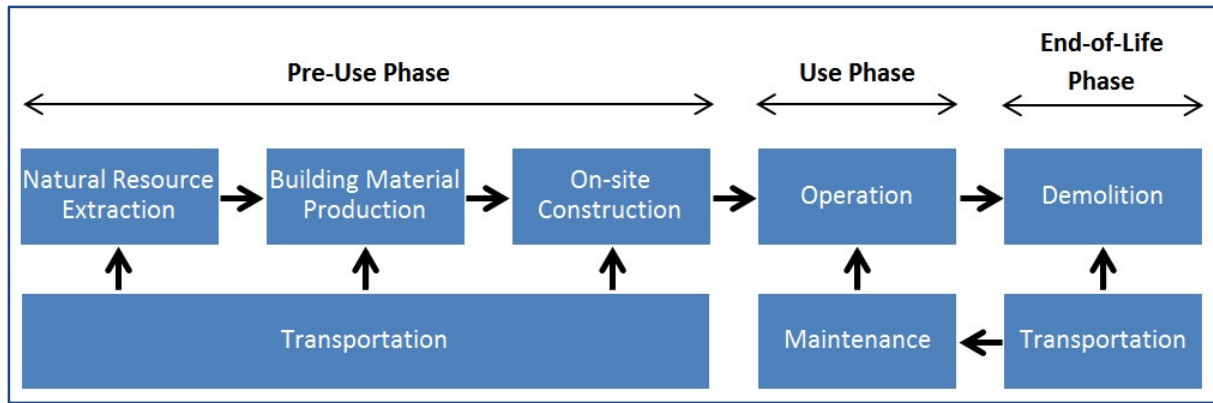 Pre-Use Phase
Use Phase
End-of-Life
Phase
Natural Resource
Extraction
Building Material
Production
On-site
Construction
Operation
Demolition
Transportation
Maintenance
Transportation